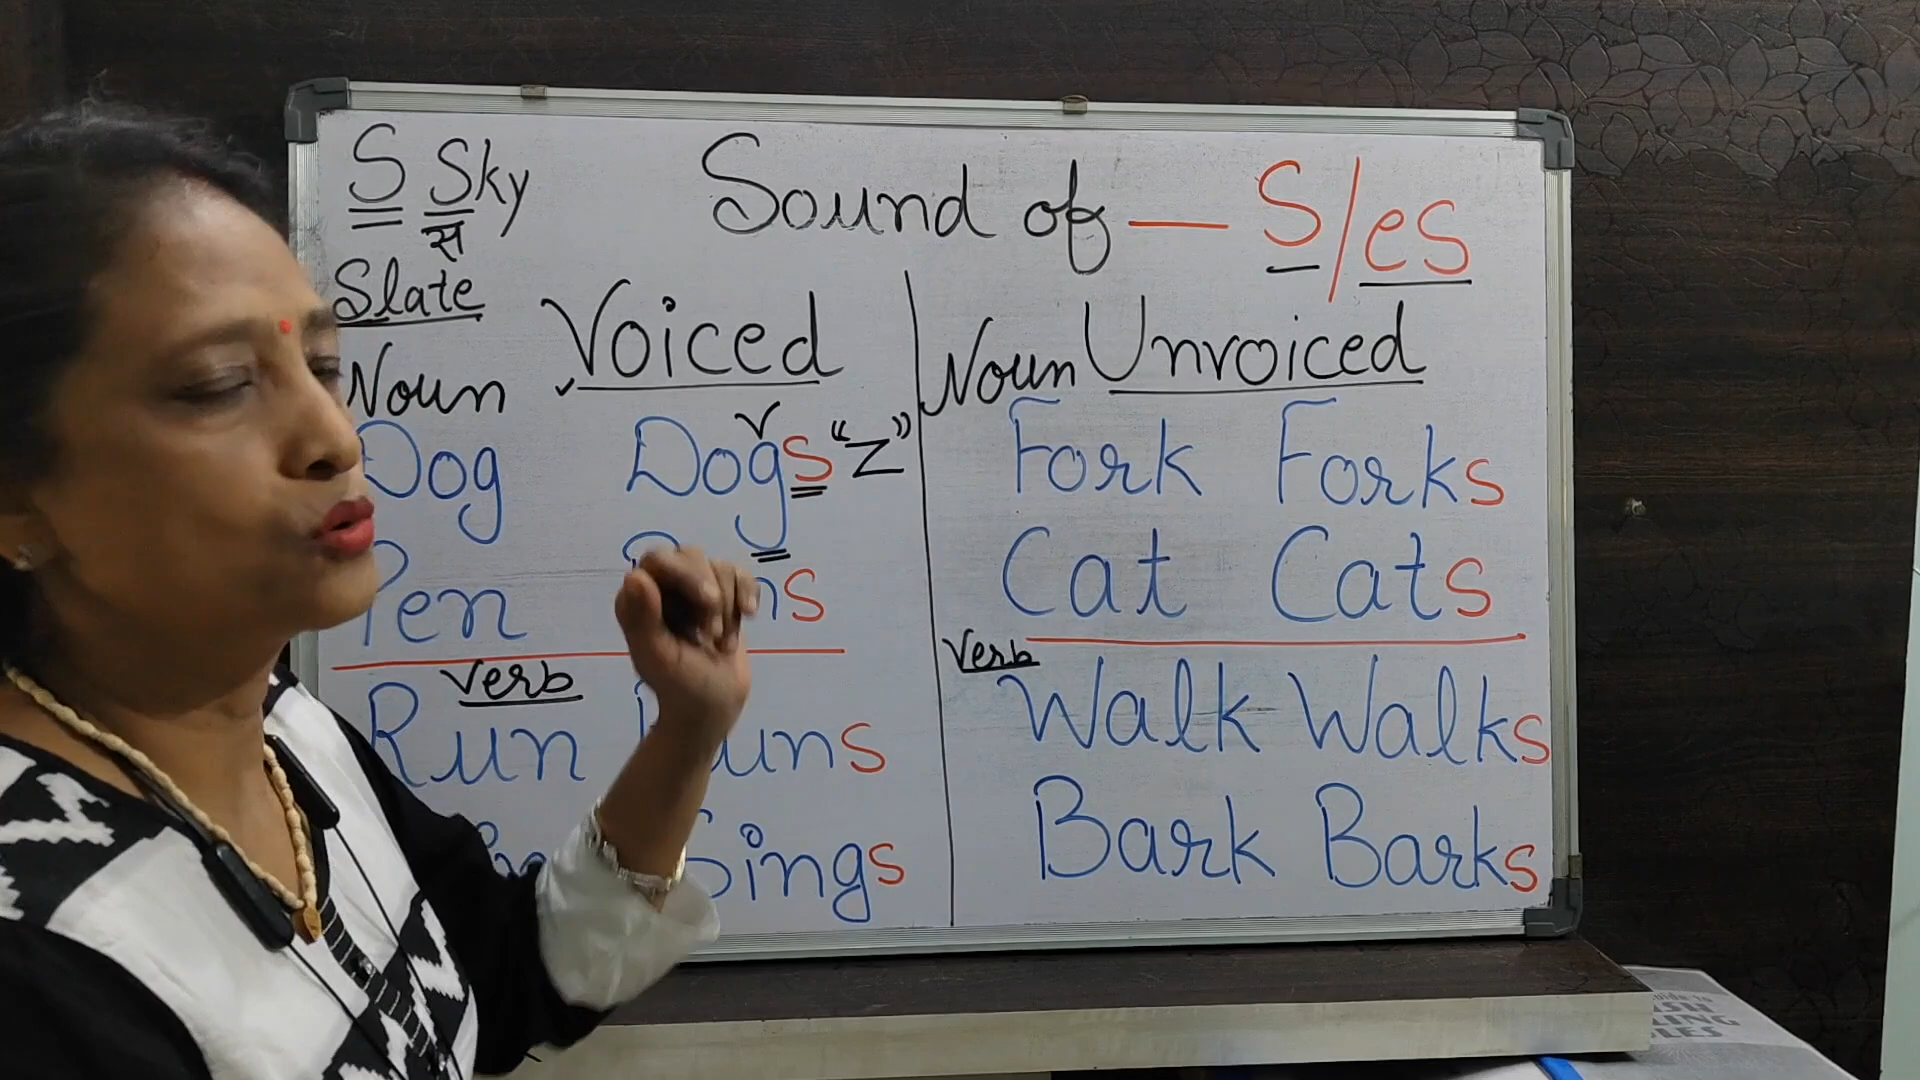 S Sky Sound of — S/es
स
Slate
Voiced
Noun
Dog Dogs "Z"
v
Pen
Verb
Run
Sings
Noun Unvoiced
Fork Forks
Cat Cats
Verb
Walk Walks
Bark Barks